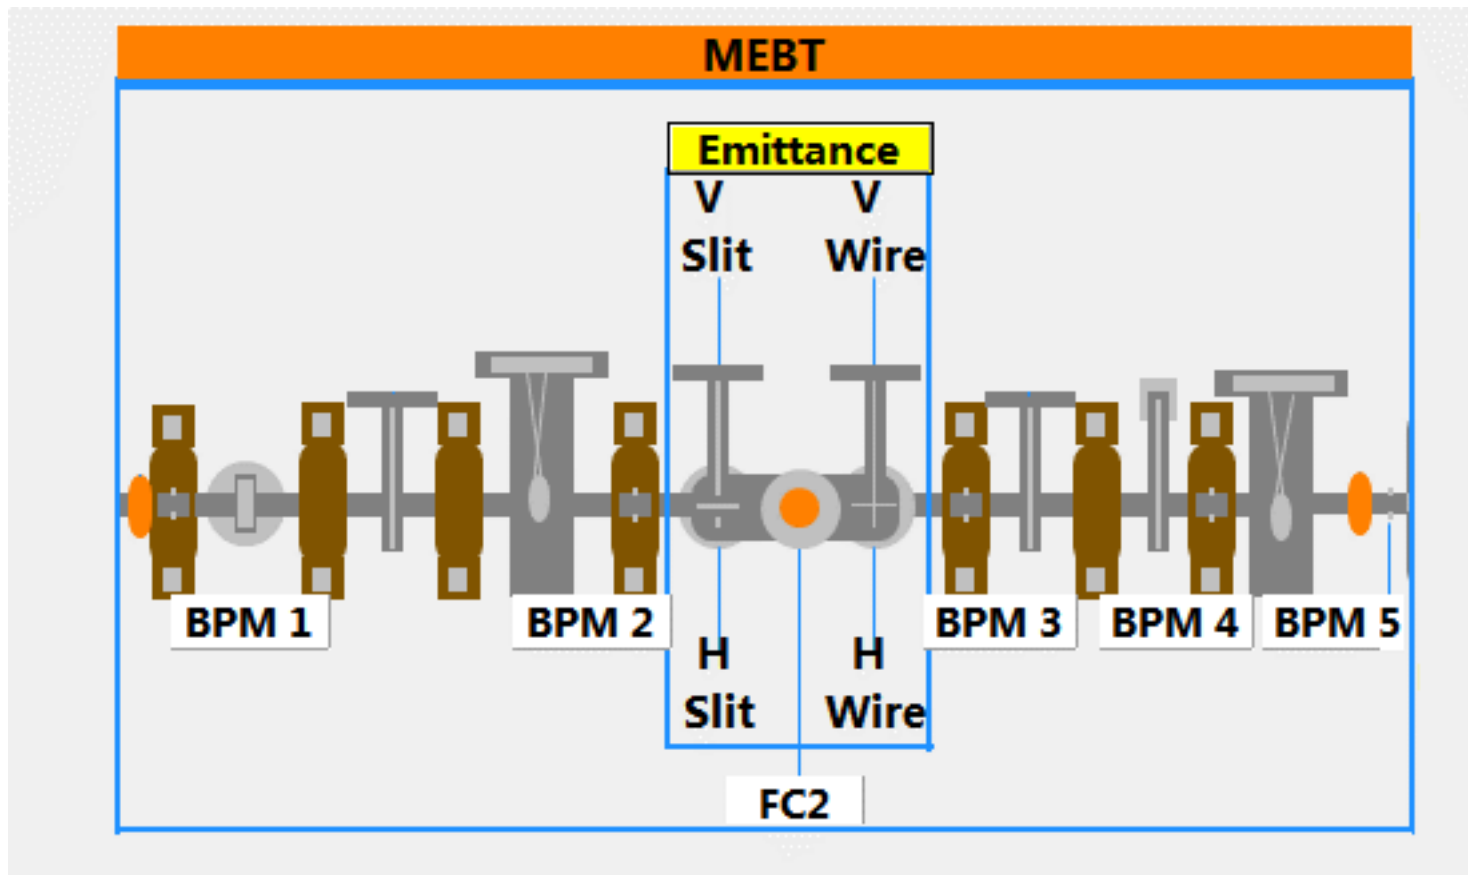 MEBT
Emittance
V V
Slit Wire
BPM 1 BPM 2 BPM 3 BPM 4 BPM 5
H H
Slit Wire
FC2